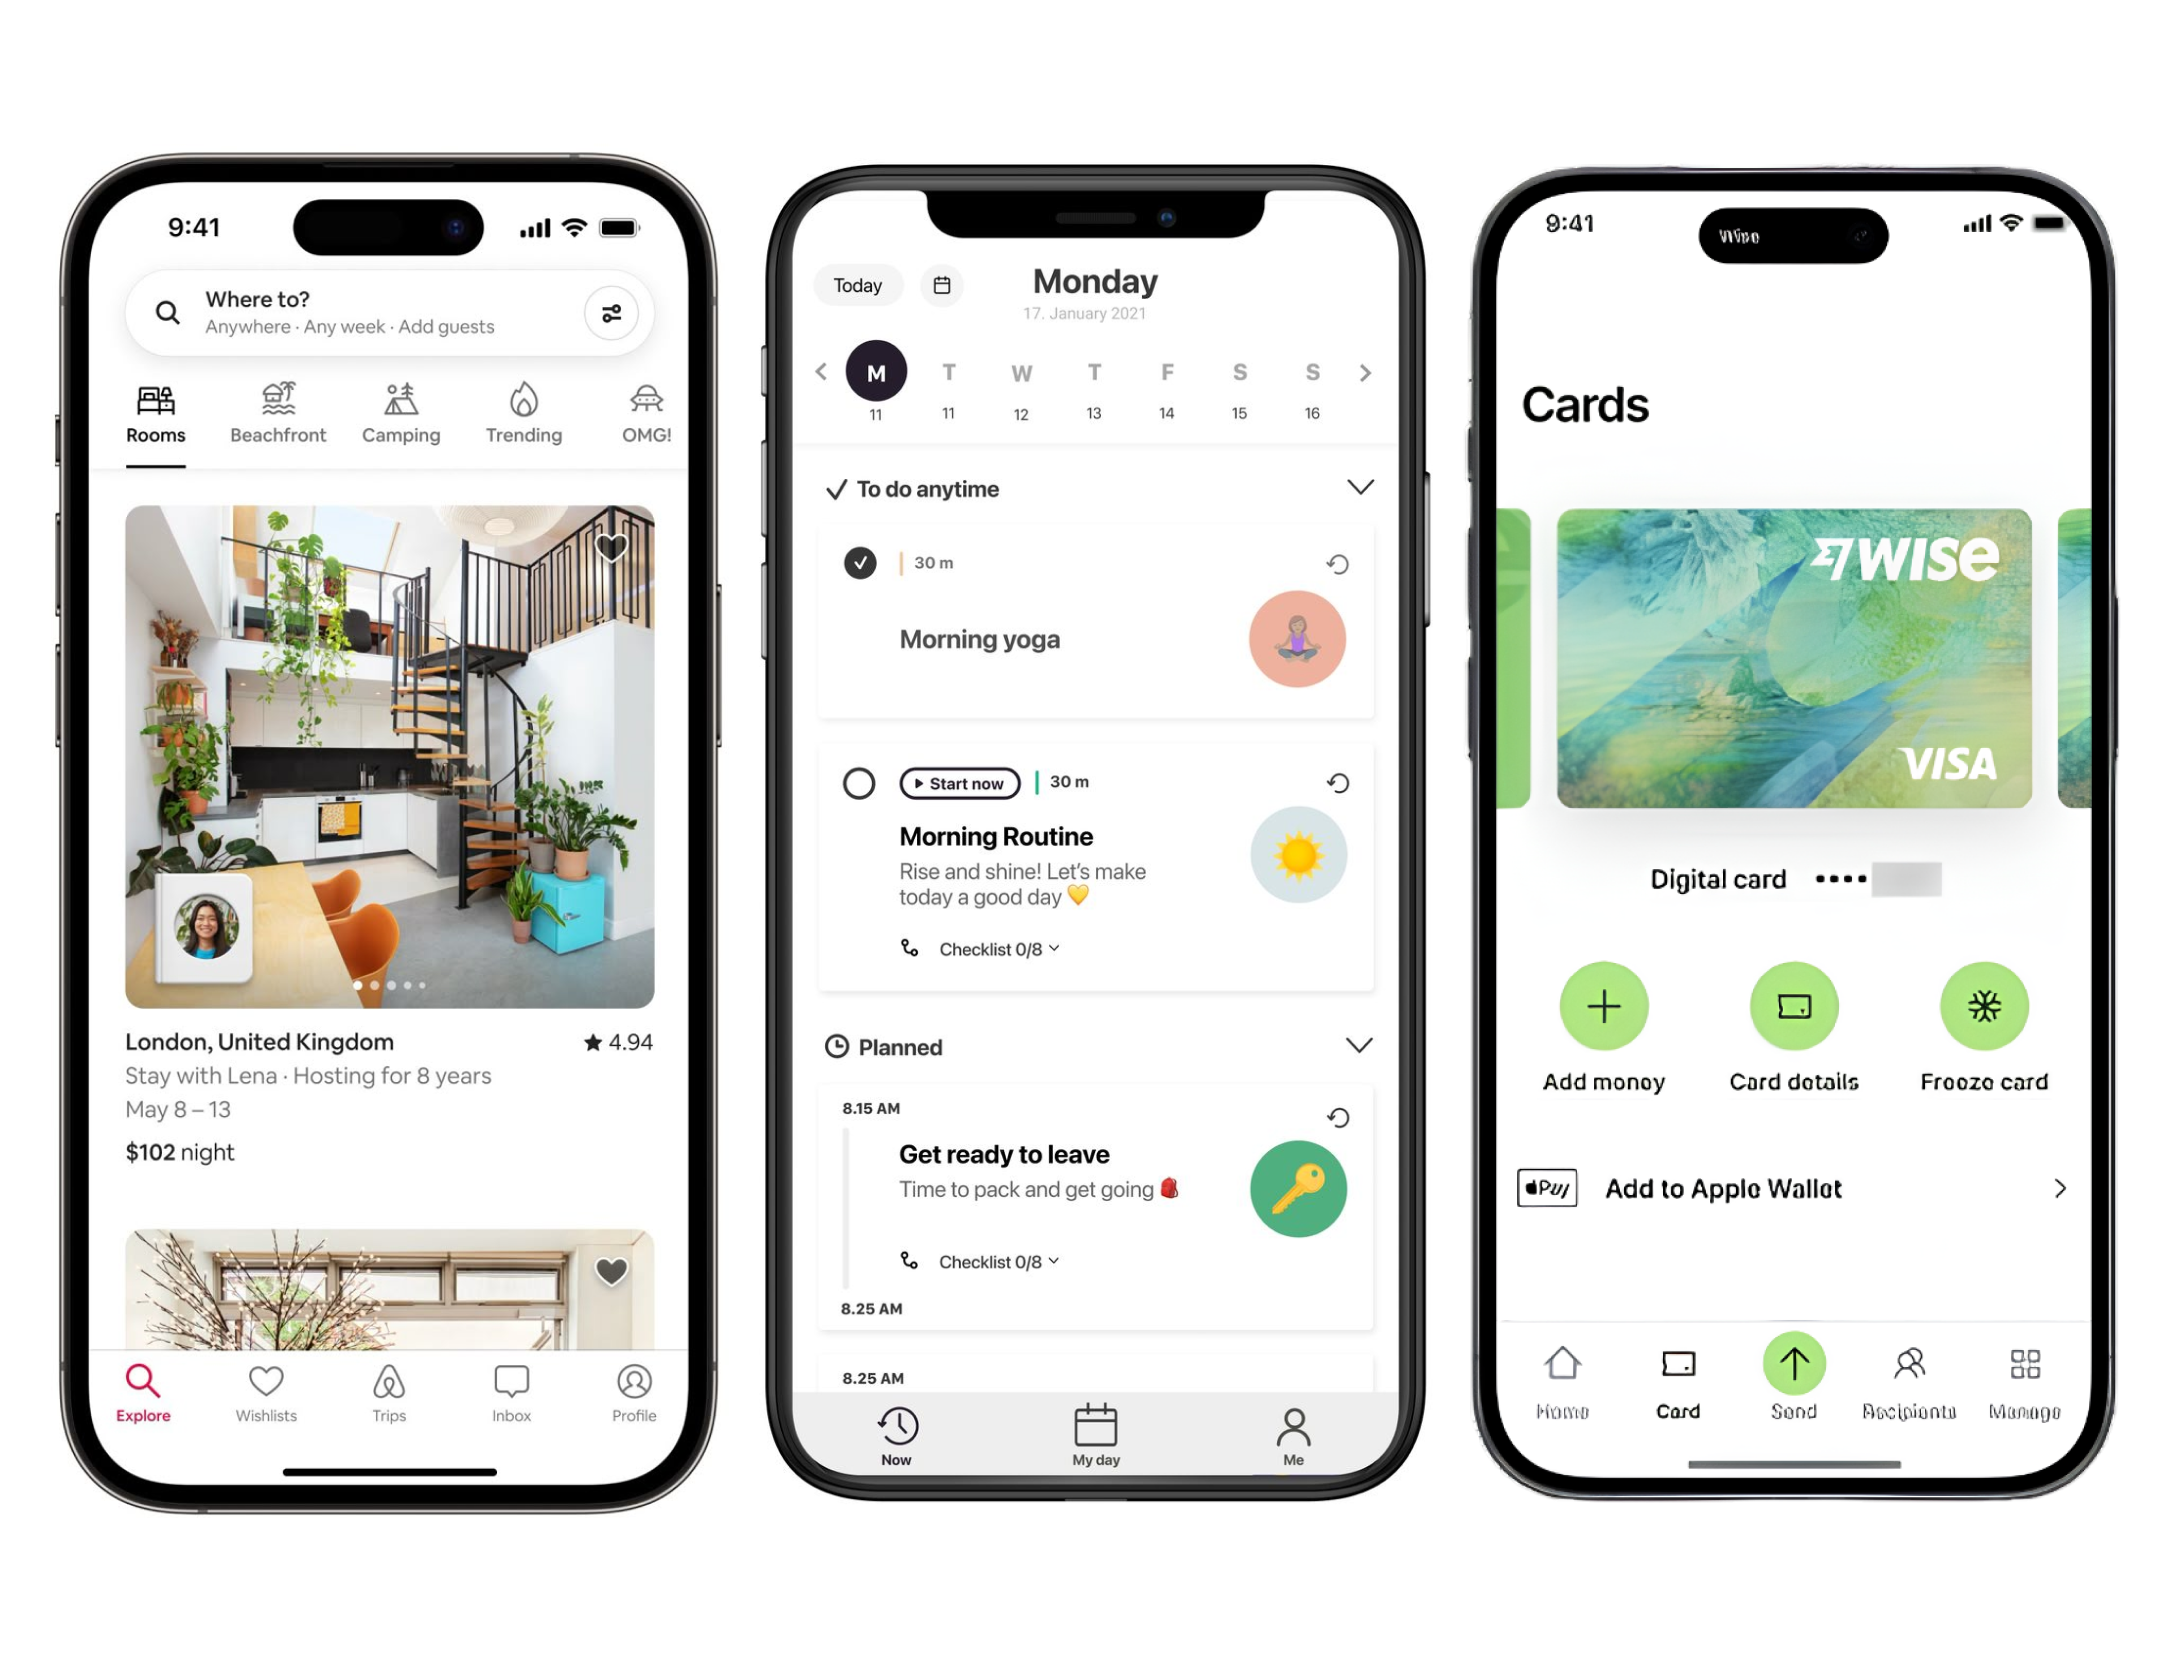 9:41
Where to?
Anywhere · Any week · Add guests
Rooms
Beachfront
Camping
Trending
OMG!
London, United Kingdom
★ 4.94
Stay with Lena · Hosting for 8 years
May 8 – 13
$102 night
Explore
Wishlists
Trips
Inbox
Profile
Today
Monday
17. January 2021
M T W T F S S
11 11 12 13 14 15 16
To do anytime
30 m
Morning yoga
Start now
30 m
Morning Routine
Rise and shine! Let's make
today a good day 💛
Checklist 0/8
Planned
8.15 AM
Get ready to leave
Time to pack and get going 🎒
Checklist 0/8
8.25 AM
8.25 AM
Now
My day
Me
9:41
Wise
Cards
WISE
VISA
Digital card ••••
Add money
Card details
Freeze card
Pay
Add to Apple Wallet
Home
Card
Send
Recipients
Manage